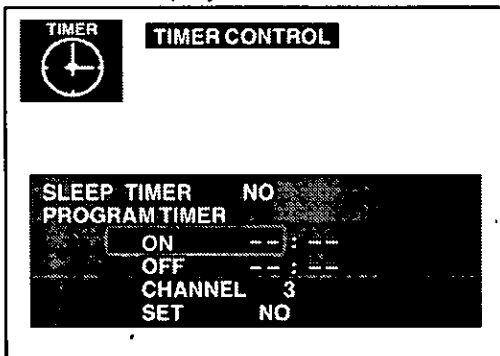 TIMER
TIMER CONTROL
SLEEP TIMER NO
PROGRAM TIMER
ON --:--
OFF --:--
CHANNEL 3
SET NO